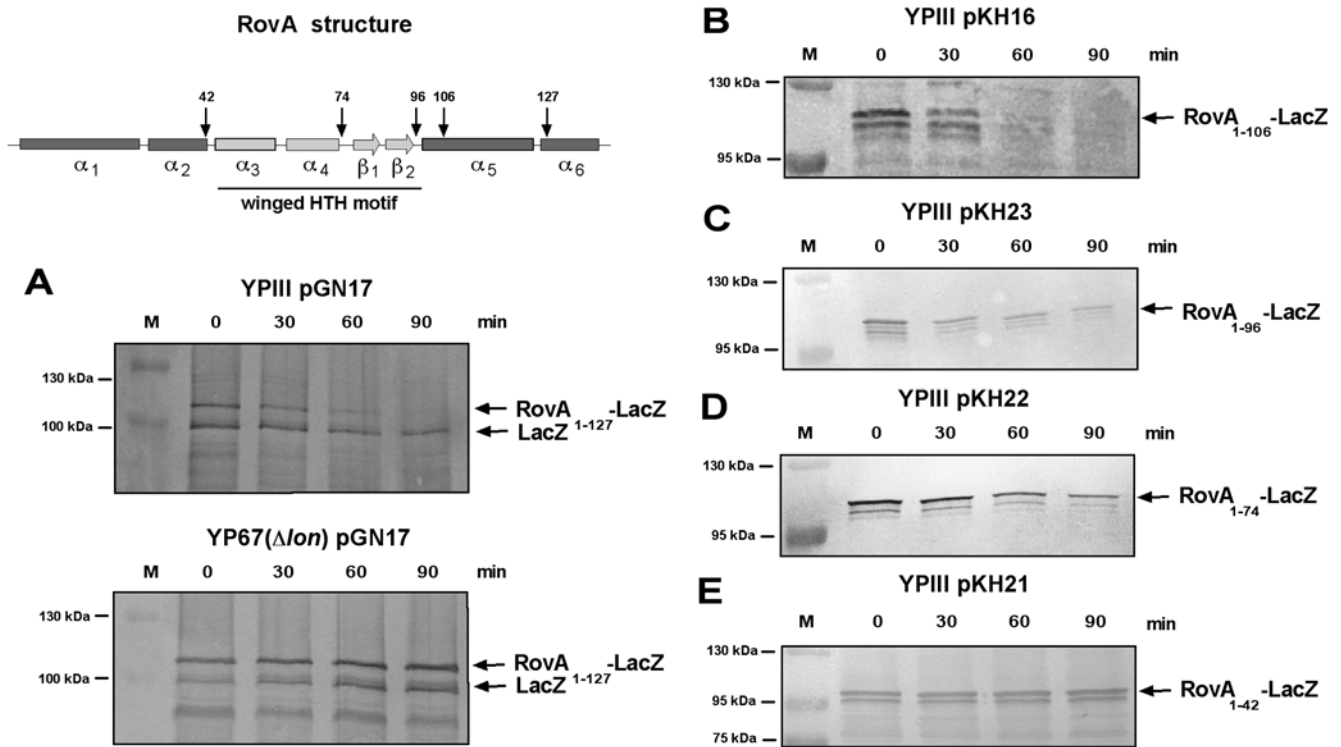 RovA structure
42 74 96 106 127
α1 α2 α3 α4 β1 β2 α5 α6
winged HTH motif
A
YPIII pGN17
M 0 30 60 90 min
130 kDa
100 kDa
RovA1-127-LacZ
LacZ
YP67(Δlon) pGN17
M 0 30 60 90 min
130 kDa
100 kDa
RovA1-127-LacZ
LacZ
B
YPIII pKH16
M 0 30 60 90 min
130 kDa
95 kDa
RovA1-106-LacZ
C
YPIII pKH23
M 0 30 60 90 min
130 kDa
95 kDa
RovA1-96-LacZ
D
YPIII pKH22
M 0 30 60 90 min
130 kDa
95 kDa
RovA1-74-LacZ
E
YPIII pKH21
M 0 30 60 90 min
130 kDa
95 kDa
75 kDa
RovA1-42-LacZ